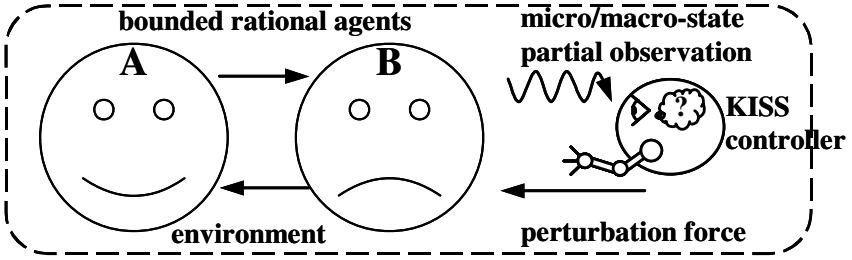 bounded rational agents
micro/macro-state
partial observation
A
B
?
KISS
controller
environment
perturbation force